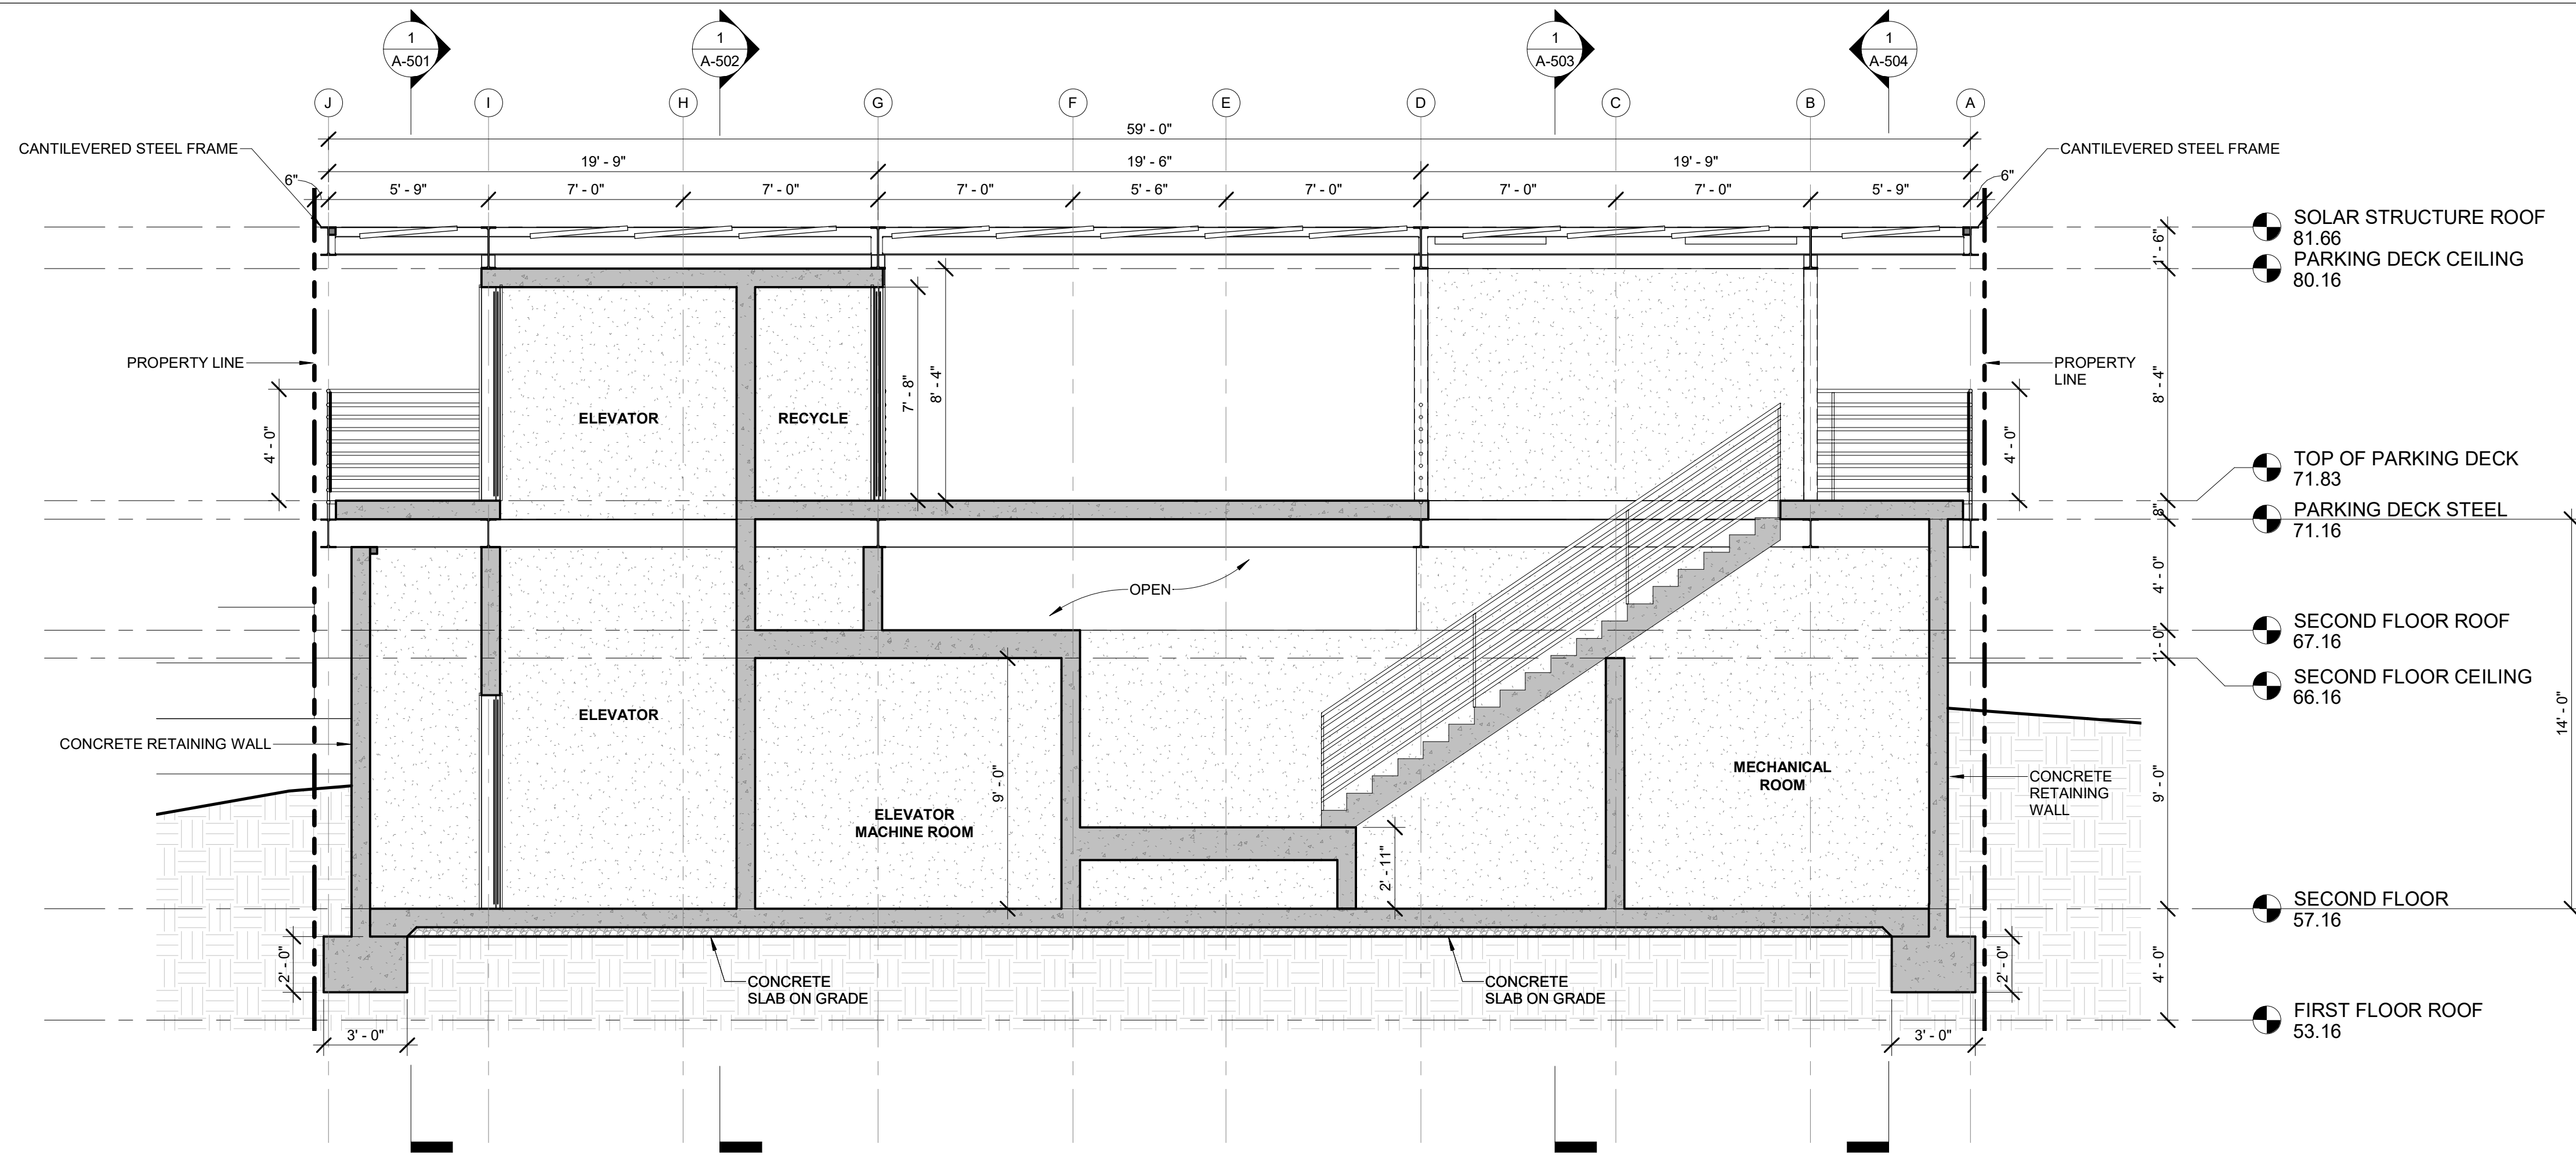 1
A-501
1
A-502
1
A-503
1
A-504
J
I
H
G
F
E
D
C
B
A
59' - 0"
CANTILEVERED STEEL FRAME
CANTILEVERED STEEL FRAME
19' - 9"
19' - 6"
19' - 9"
6"
5' - 9"
7' - 0"
7' - 0"
7' - 0"
5' - 6"
7' - 0"
7' - 0"
7' - 0"
5' - 9"
6"
SOLAR STRUCTURE ROOF
81.66
1' - 6"
PARKING DECK CEILING
80.16
PROPERTY LINE
PROPERTY
LINE
7' - 8"
8' - 4"
8' - 4"
ELEVATOR
RECYCLE
4' - 0"
4' - 0"
TOP OF PARKING DECK
71.83
8"
PARKING DECK STEEL
71.16
OPEN
4' - 0"
SECOND FLOOR ROOF
67.16
1' - 0"
SECOND FLOOR CEILING
66.16
ELEVATOR
14' - 0"
CONCRETE RETAINING WALL
MECHANICAL
ROOM
9' - 0"
9' - 0"
CONCRETE
RETAINING
WALL
ELEVATOR
MACHINE ROOM
2' - 11"
SECOND FLOOR
57.16
2' - 0"
2' - 0"
4' - 0"
CONCRETE
SLAB ON GRADE
CONCRETE
SLAB ON GRADE
FIRST FLOOR ROOF
53.16
3' - 0"
3' - 0"